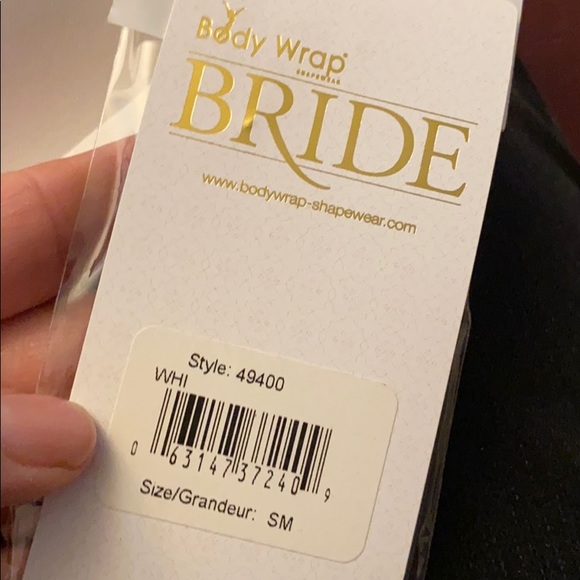 Body Wrap®
SHAPEWEAR
BRIDE
www.bodywrap-shapewear.com
Style: 49400
WHI
0 63147 37240 9
Size/Grandeur: SM